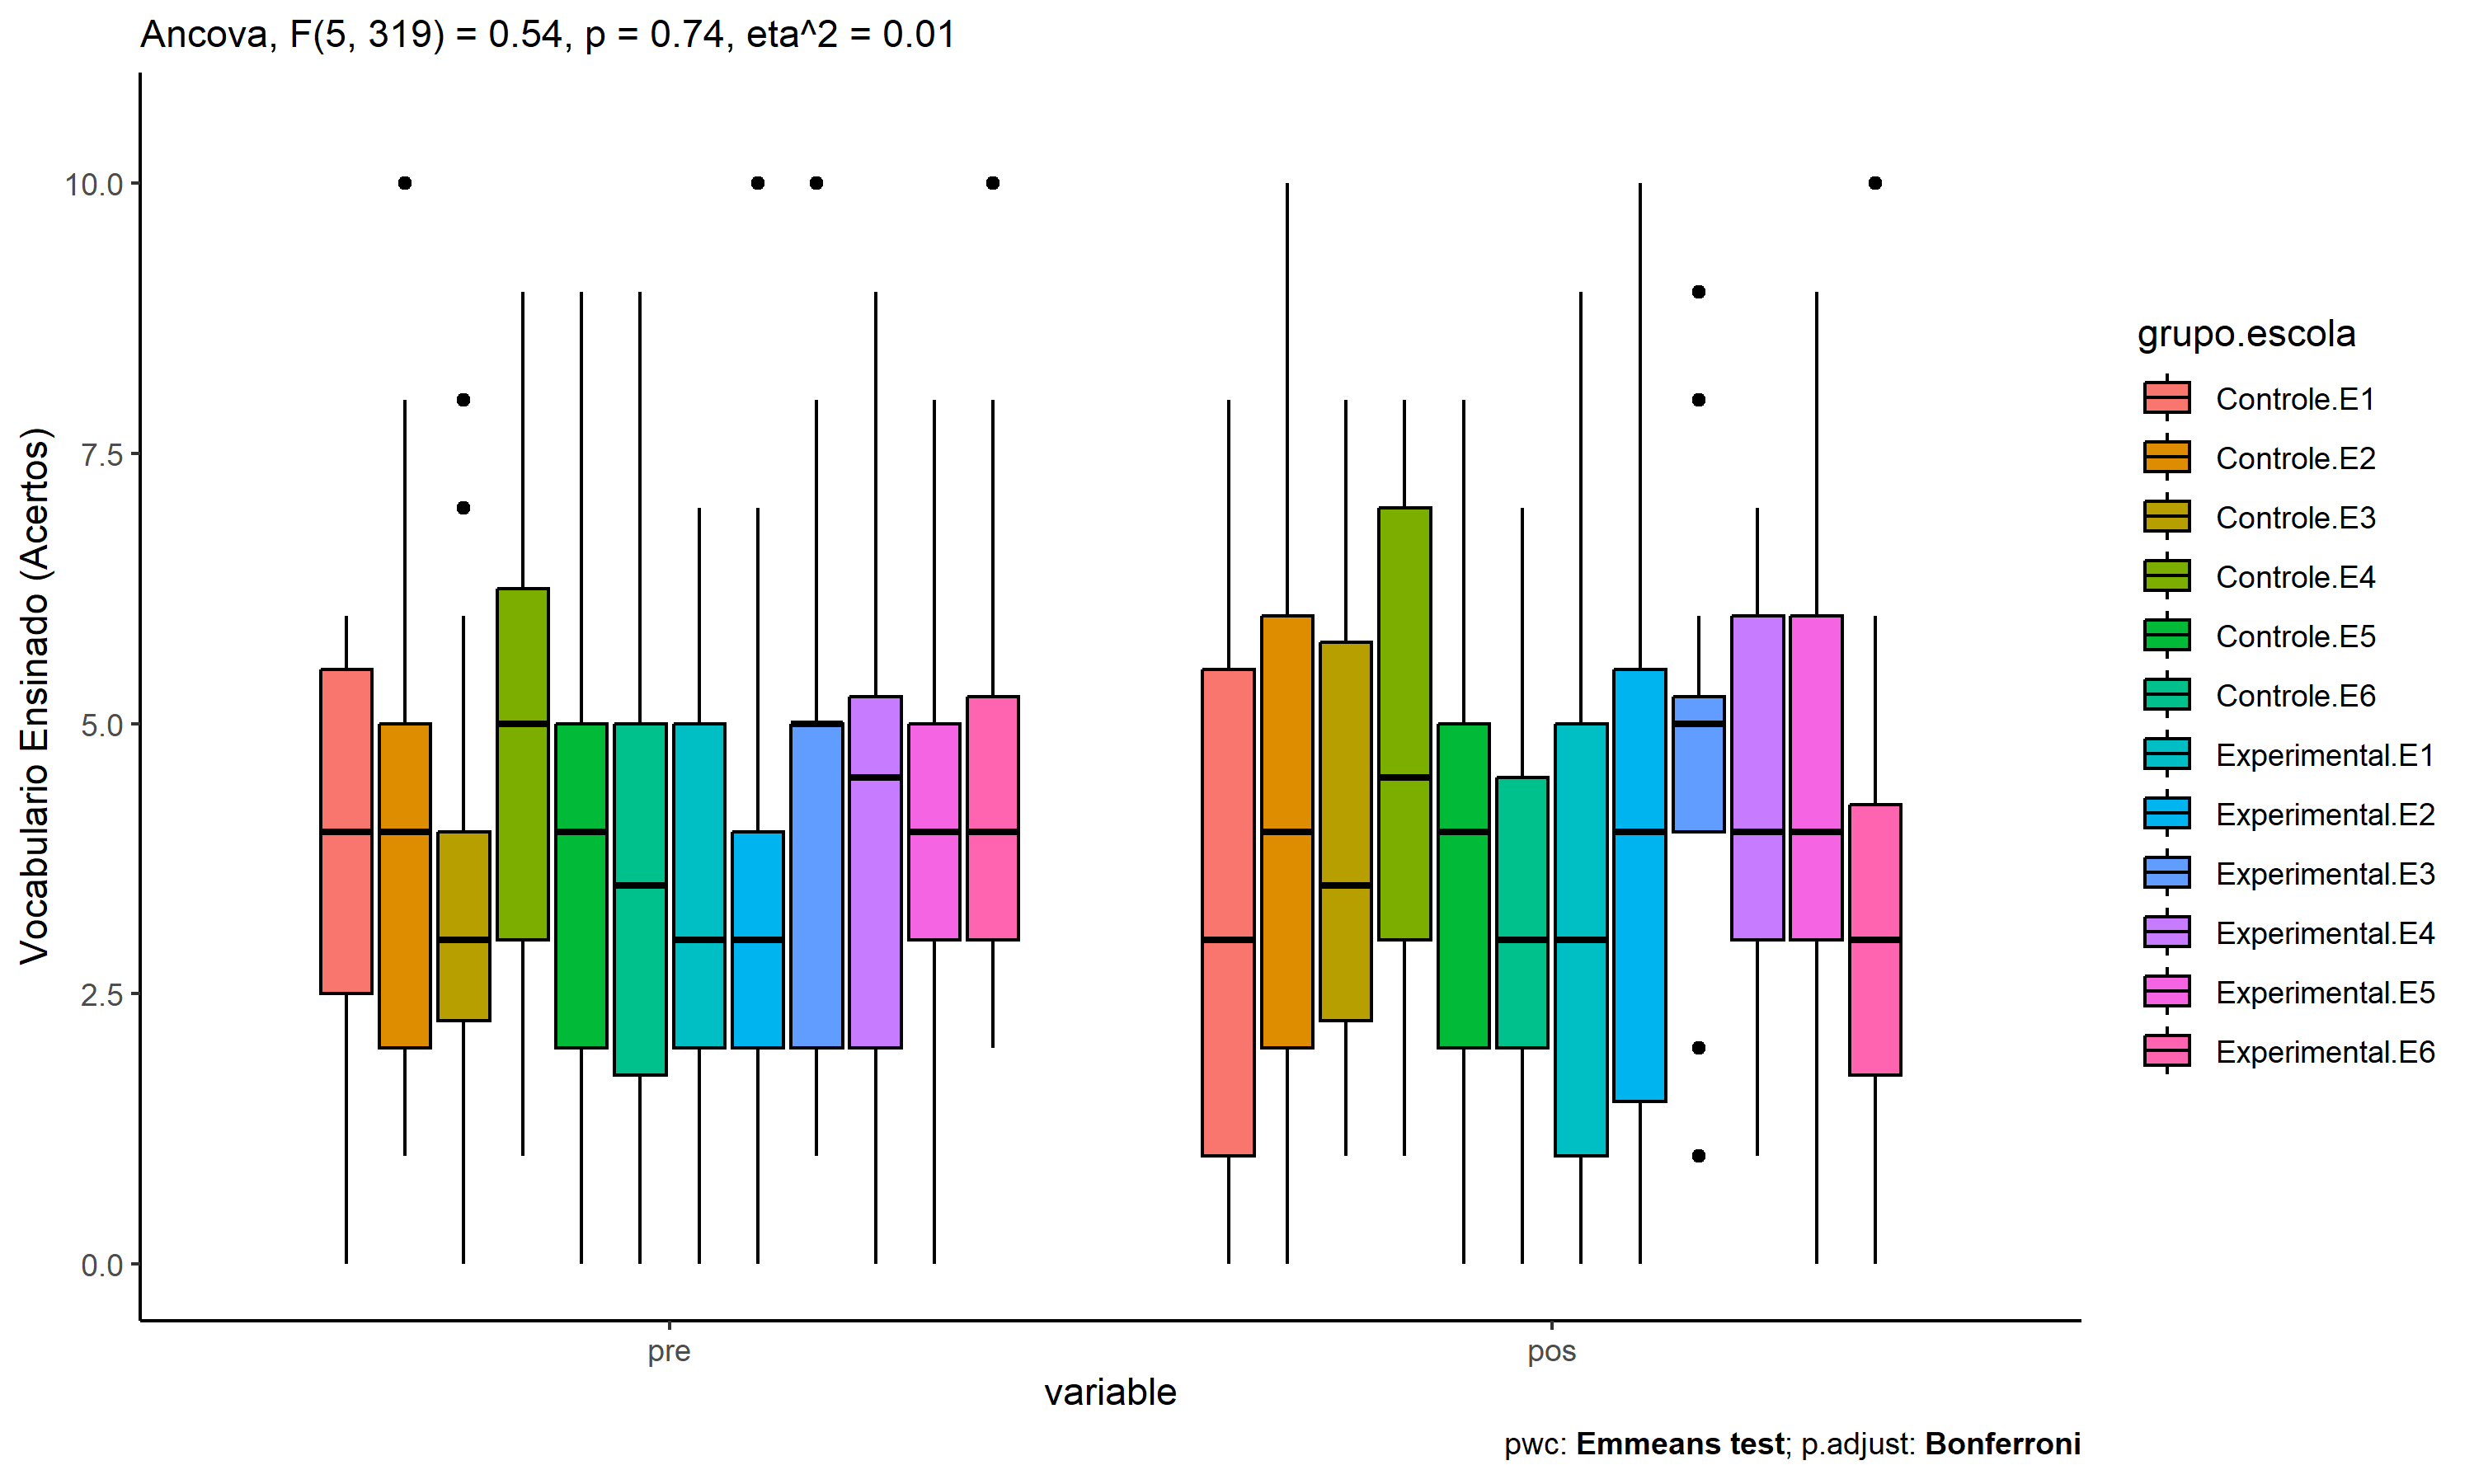 Ancova, F(5, 319) = 0.54, p = 0.74, eta^2 = 0.01
Vocabulario Ensinado (Acertos)
10.0
7.5
5.0
2.5
0.0
pre
pos
variable
grupo.escola
Controle.E1
Controle.E2
Controle.E3
Controle.E4
Controle.E5
Controle.E6
Experimental.E1
Experimental.E2
Experimental.E3
Experimental.E4
Experimental.E5
Experimental.E6
pwc: Emmeans test; p.adjust: Bonferroni